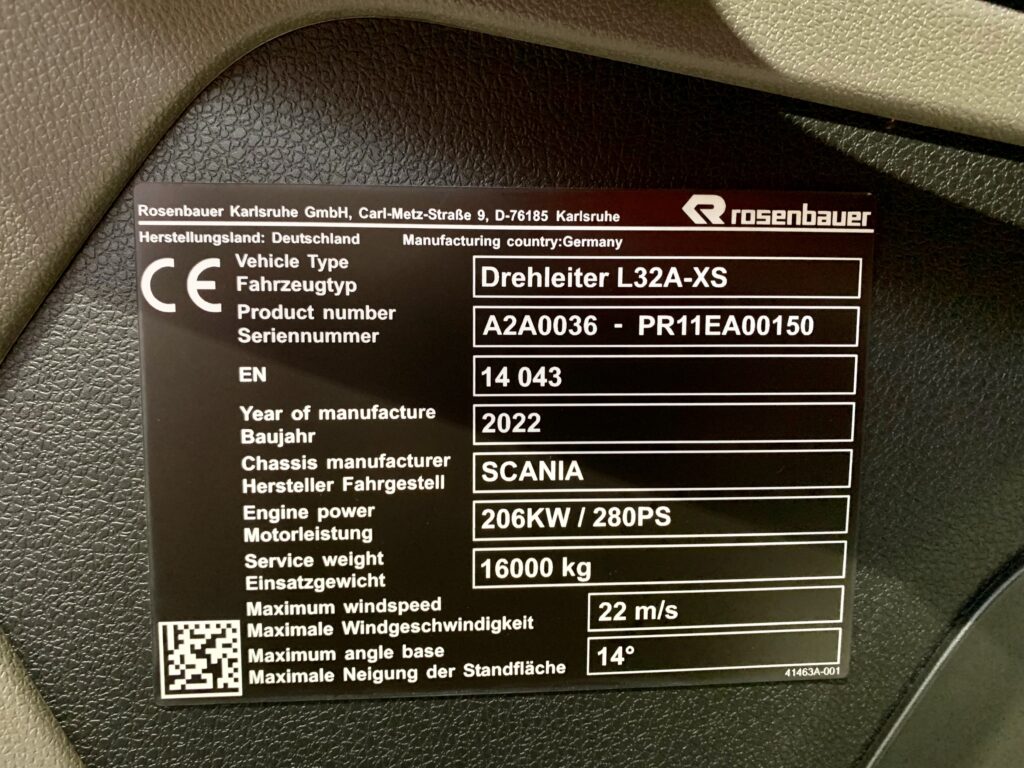 Rosenbauer Karlsruhe GmbH, Carl-Metz-Straße 9, D-76185 Karlsruhe
rosenbauer
Herstellungsland: Deutschland Manufacturing country:Germany
CE
Vehicle Type
Fahrzeugtyp
Drehleiter L32A-XS
Product number
Seriennummer
A2A0036 - PR11EA00150
EN
14 043
Year of manufacture
Baujahr
2022
Chassis manufacturer
Hersteller Fahrgestell
SCANIA
Engine power
Motorleistung
206KW / 280PS
Service weight
Einsatzgewicht
16000 kg
Maximum windspeed
Maximale Windgeschwindigkeit
22 m/s
Maximum angle base
Maximale Neigung der Standfläche
14°
41463A-001